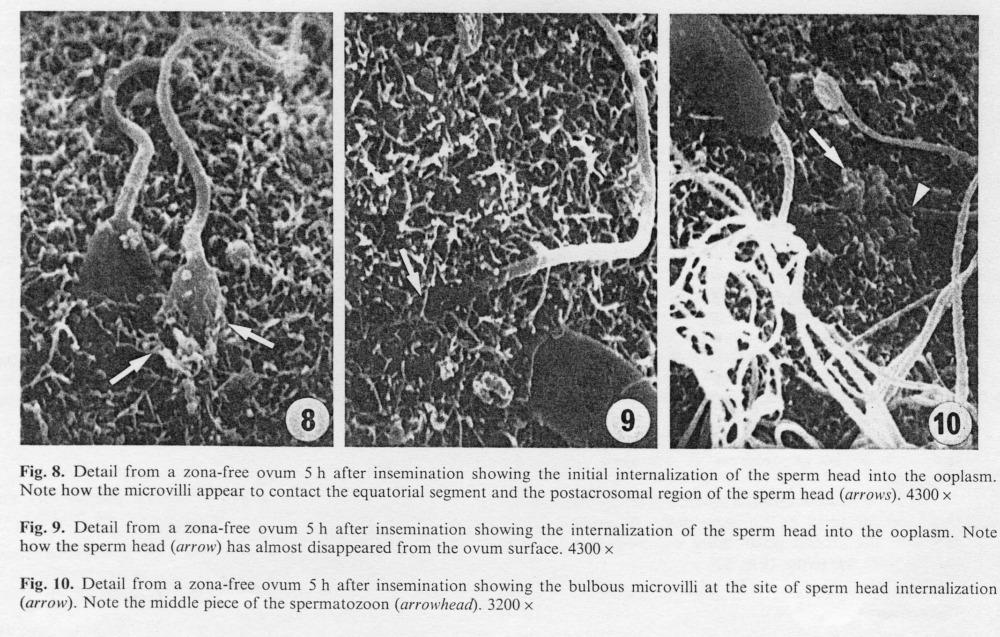 8
9
10
Fig. 8. Detail from a zona-free ovum 5 h after insemination showing the initial internalization of the sperm head into the ooplasm.
Note how the microvilli appear to contact the equatorial segment and the postacrosomal region of the sperm head (arrows). 4300 ×
Fig. 9. Detail from a zona-free ovum 5 h after insemination showing the internalization of the sperm head into the ooplasm. Note
how the sperm head (arrow) has almost disappeared from the ovum surface. 4300 ×
Fig. 10. Detail from a zona-free ovum 5 h after insemination showing the bulbous microvilli at the site of sperm head internalization
(arrow). Note the middle piece of the spermatozoon (arrowhead). 3200 ×